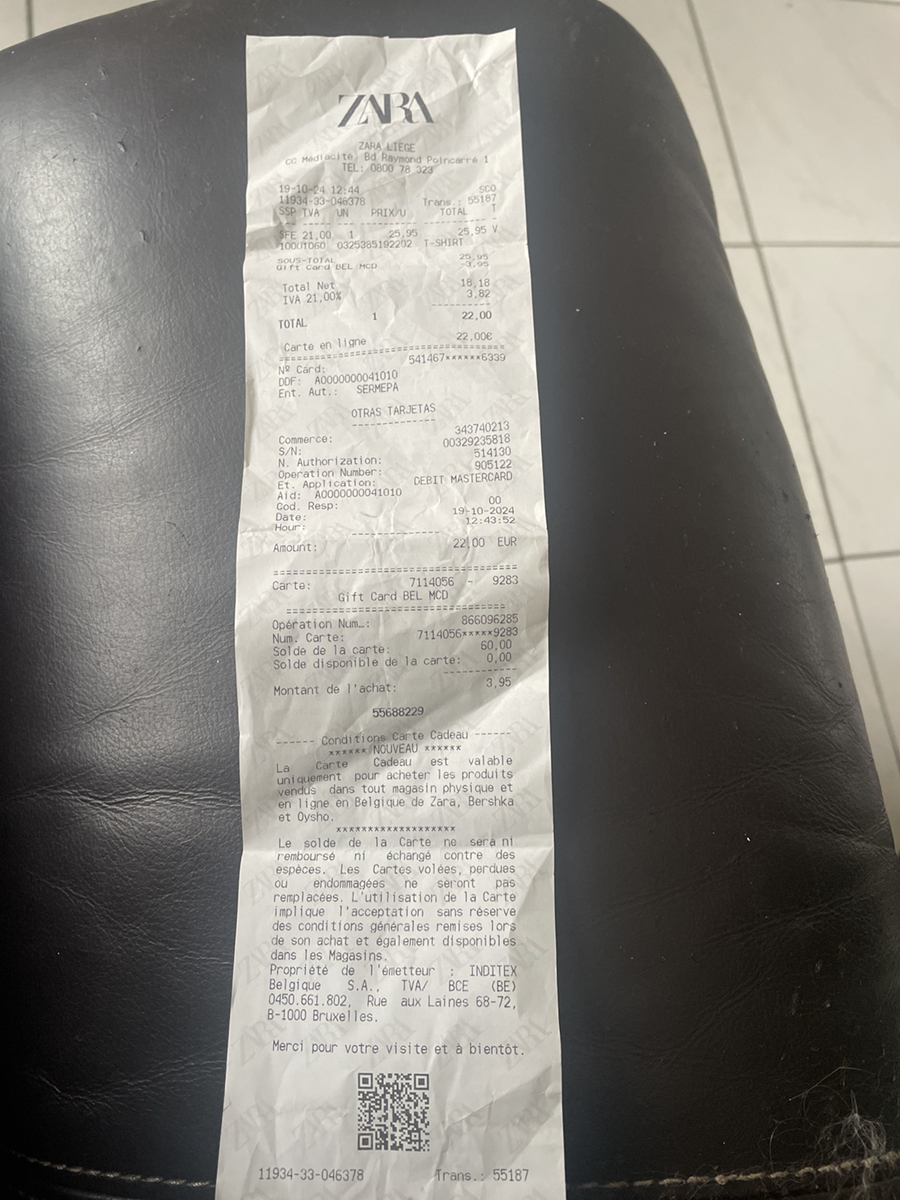 ZARA
ZARA LIEGE
CC Médiacité, Bd Raymond Poincarré 1
TEL: 0800 78 323
19-10-24 12:44 SCO
11934-33-046378 Trans.: 55187
SSP TVA UN PRIX/U TOTAL T
SFE 21,00 1 25,95 25,95 V
10001060 0325385192202 T-SHIRT
SOUS-TOTAL 25,95
Gift Card BEL MCD -3,95
Total Net 18,18
IVA 21,00% 3,82
TOTAL 1 22,00
Carte en ligne 22,00€
Nº Card: 541467******6339
DDF: A0000000041010
Ent. Aut.: SERMEPA
OTRAS TARJETAS
Commerce: 343740213
S/N: 00329235818
N. Authorization: 514130
Operation Number: 905122
Et. Application: DEBIT MASTERCARD
Aid: A0000000041010
Cod. Resp: 00
Date: 19-10-2024
Hour: 12:43:52
Amount: 22,00 EUR
Carte: 7114056 - 9283
Gift Card BEL MCD
Opération Num..: 866096285
Num. Carte: 7114056*****9283
Solde de la carte: 60,00
Solde disponible de la carte: 0,00
Montant de l'achat: 3,95
55688229
------ Conditions Carte Cadeau ------
****** NOUVEAU ******
La Carte Cadeau est valable
uniquement pour acheter les produits
vendus dans tout magasin physique et
en ligne en Belgique de Zara, Bershka
et Oysho.
*******************
Le solde de la Carte ne sera ni
remboursé ni échangé contre des
espèces. Les Cartes volées, perdues
ou endommagées ne seront pas
remplacées. L'utilisation de la Carte
implique l'acceptation sans réserve
des conditions générales remises lors
de son achat et également disponibles
dans les Magasins.
Propriété de l'émetteur : INDITEX
Belgique S.A., TVA/ BCE (BE)
0450.661.802, Rue aux Laines 68-72,
B-1000 Bruxelles.
Merci pour votre visite et à bientôt.
11934-33-046378 Trans.: 55187